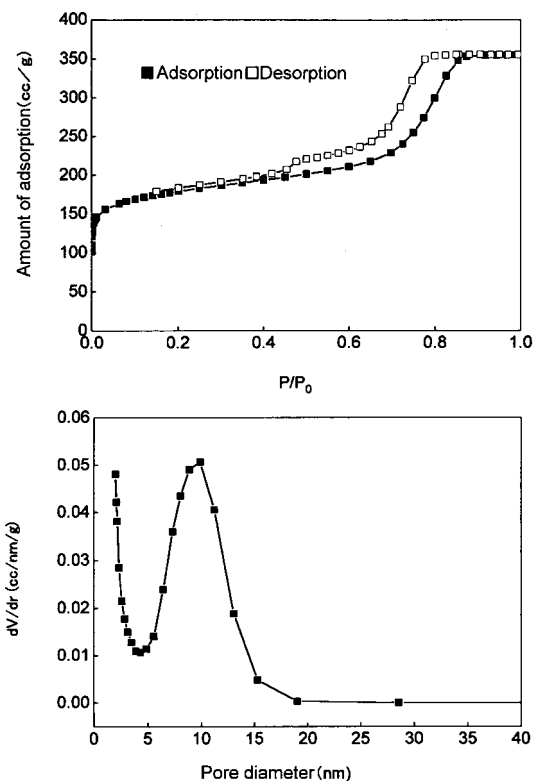 400
350
Adsorption Desorption
300
250
200
150
100
50
0
0.0 0.2 0.4 0.6 0.8 1.0
Amount of adsorption(cc/g)
P/P0
0.06
0.05
0.04
0.03
0.02
0.01
0.00
0 5 10 15 20 25 30 35 40
dV/dr (cc/nm/g)
Pore diameter(nm)